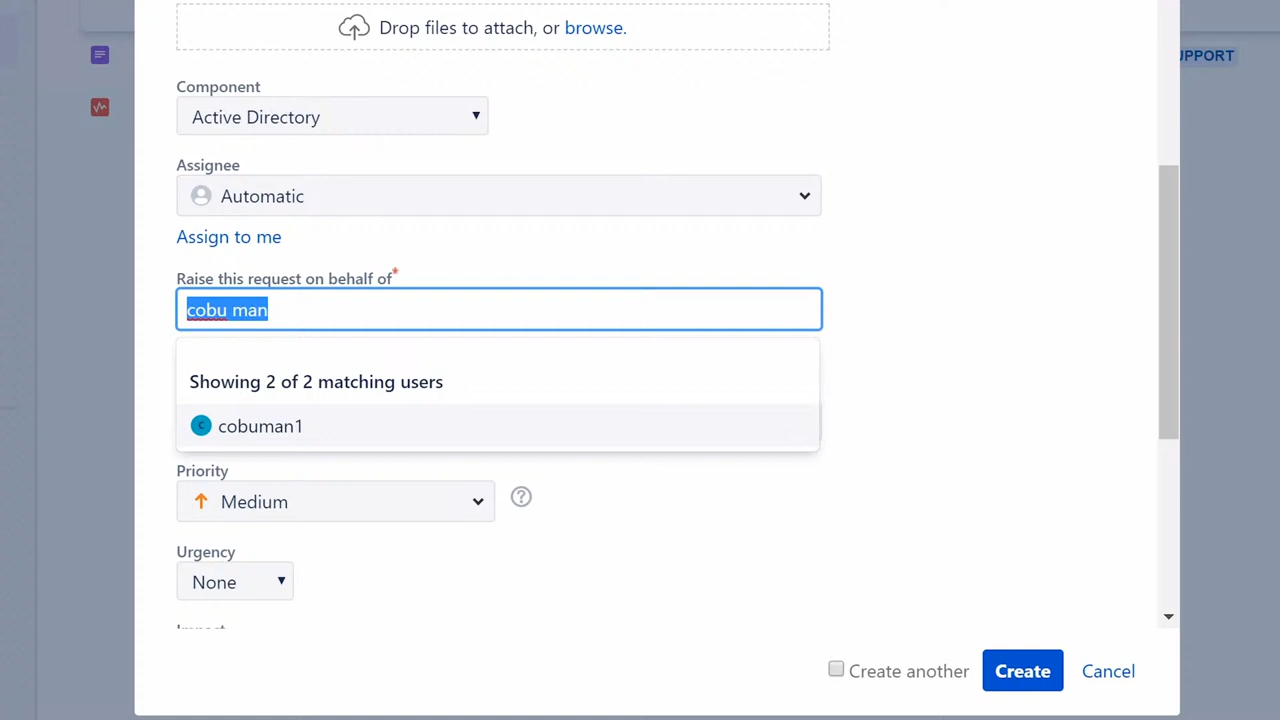 Drop files to attach, or browse.
UPPORT
Component
Active Directory
Assignee
Automatic
Assign to me
Raise this request on behalf of*
cobu man
Showing 2 of 2 matching users
C cobuman1
Priority
Medium
Urgency
None
Impact
Create another Create Cancel